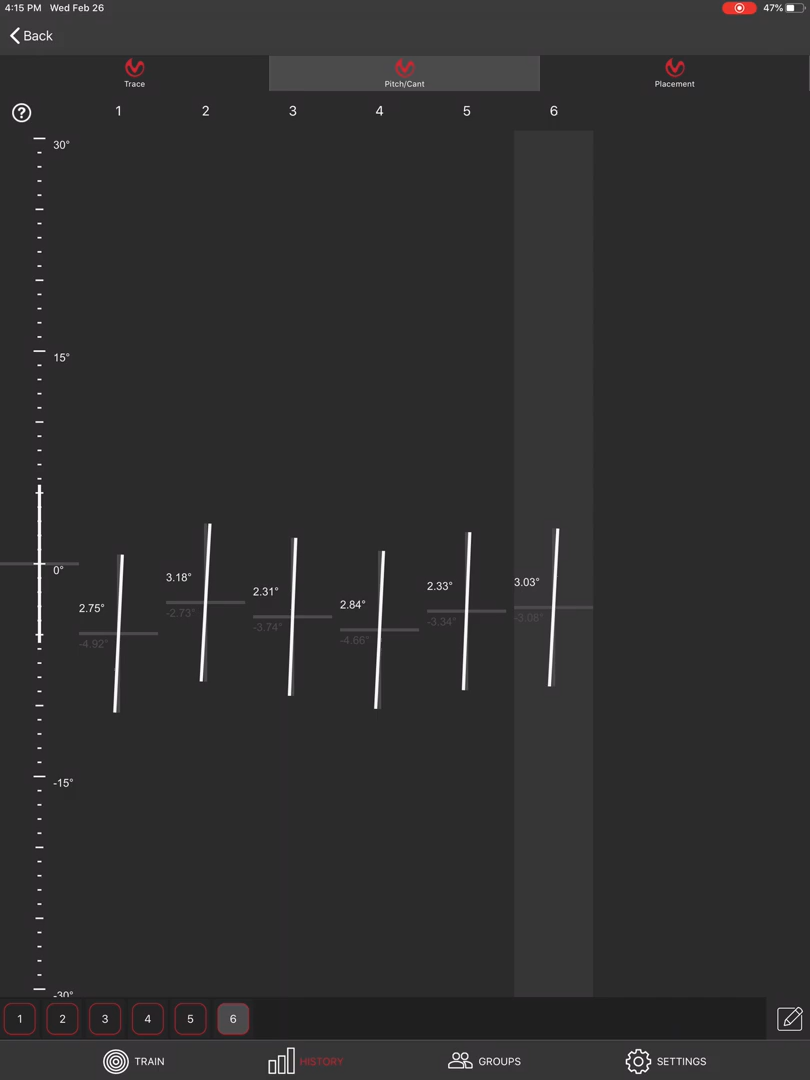 4:15 PM Wed Feb 26
47%
Back
Trace
Pitch/Cant
Placement
?
1 2 3 4 5 6
30°
15°
0°
-15°
-30°
2.75°
-4.92°
3.18°
-2.73°
2.31°
-3.74°
2.84°
-4.66°
2.33°
-3.34°
3.03°
-3.08°
1 2 3 4 5 6
TRAIN
HISTORY
GROUPS
SETTINGS